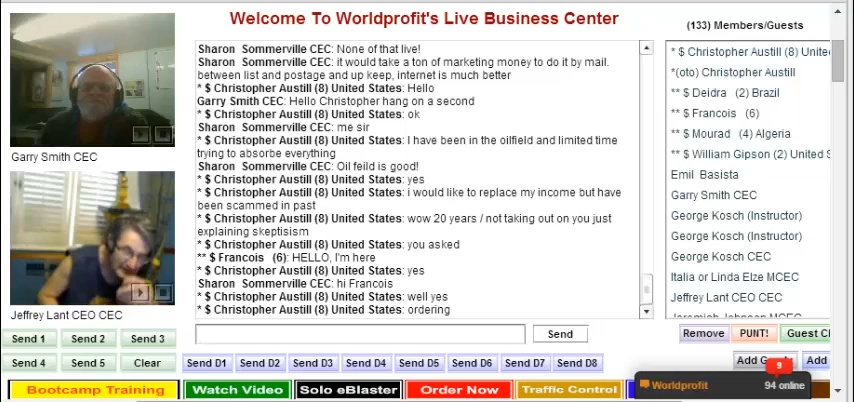 Welcome To Worldprofit's Live Business Center
(133) Members/Guests
Garry Smith CEC
Jeffrey Lant CEO CEC
Sharon Sommerville CEC: None of that live!
Sharon Sommerville CEC: it would take a ton of marketing money to do it by mail.
between list and postage and up keep, internet is much better
* $ Christopher Austill (8) United States: Hello
Garry Smith CEC: Hello Christopher hang on a second
* $ Christopher Austill (8) United States: ok
Sharon Sommerville CEC: me sir
* $ Christopher Austill (8) United States: I have been in the oilfield and limited time
trying to absorbe everything
Sharon Sommerville CEC: Oil feild is good!
* $ Christopher Austill (8) United States: yes
* $ Christopher Austill (8) United States: i would like to replace my income but have
been scammed in past
* $ Christopher Austill (8) United States: wow 20 years / not taking out on you just
explaining skeptisism
* $ Christopher Austill (8) United States: you asked
** $ Francois (6): HELLO, I'm here
* $ Christopher Austill (8) United States: yes
Sharon Sommerville CEC: hi Francois
* $ Christopher Austill (8) United States: well yes
* $ Christopher Austill (8) United States: ordering
* $ Christopher Austill (8) Unite
*(oto) Christopher Austill
** $ Deidra (2) Brazil
** $ Francois (6)
** $ Mourad (4) Algeria
** $ William Gipson (2) United S
Emil Basista
Garry Smith CEC
George Kosch (Instructor)
George Kosch (Instructor)
George Kosch CEC
Italia or Linda Elze MCEC
Jeffrey Lant CEO CEC
Jeremiah Johnson MCEC
Send
Remove PUNT! Guest Cl
Send 1 Send 2 Send 3
Send 4 Send 5 Clear
Send D1 Send D2 Send D3 Send D4 Send D5 Send D6 Send D7 Send D8
Add Add
Bootcamp Training Watch Video Solo eBlaster Order Now Traffic Control
9
Worldprofit 94 online